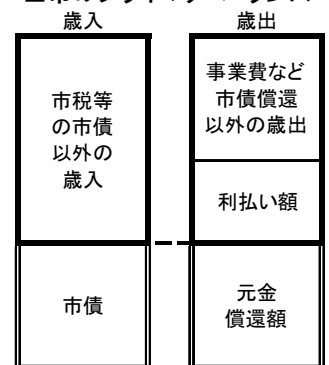 歳入
歳出
市税等
の市債
以外の
歳入
事業費など
市債償還
以外の歳出
利払い額
市債
元金
償還額